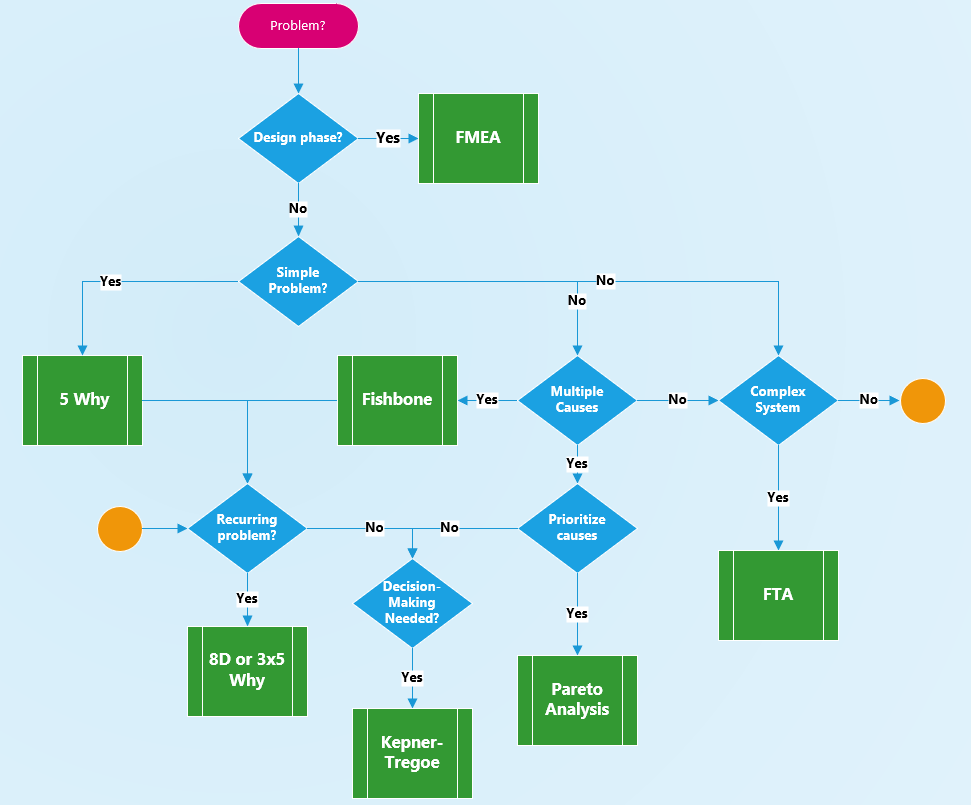 Problem?
Design phase?
Yes
FMEA
No
Simple
Problem?
Yes
No
No
5 Why
Fishbone
Yes
Multiple
Causes
No
Complex
System
No
Yes
Yes
Recurring
problem?
No
No
Prioritize
causes
Decision-
Making
Needed?
FTA
Yes
Yes
8D or 3x5
Why
Yes
Pareto
Analysis
Kepner-
Tregoe